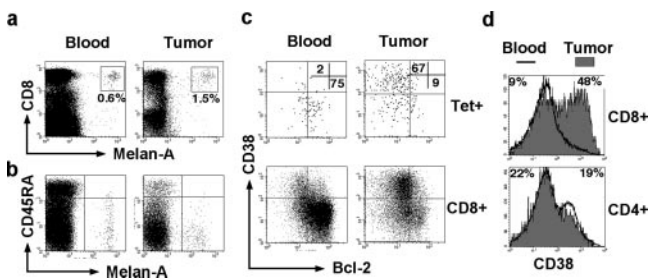 a
Blood
Tumor
CD8
0.6%
1.5%
Melan-A
b
CD45RA
Melan-A
c
Blood
Tumor
2
75
67
9
Tet+
CD38
CD8+
Bcl-2
d
Blood
Tumor
9%
48%
CD8+
22%
19%
CD4+
CD38